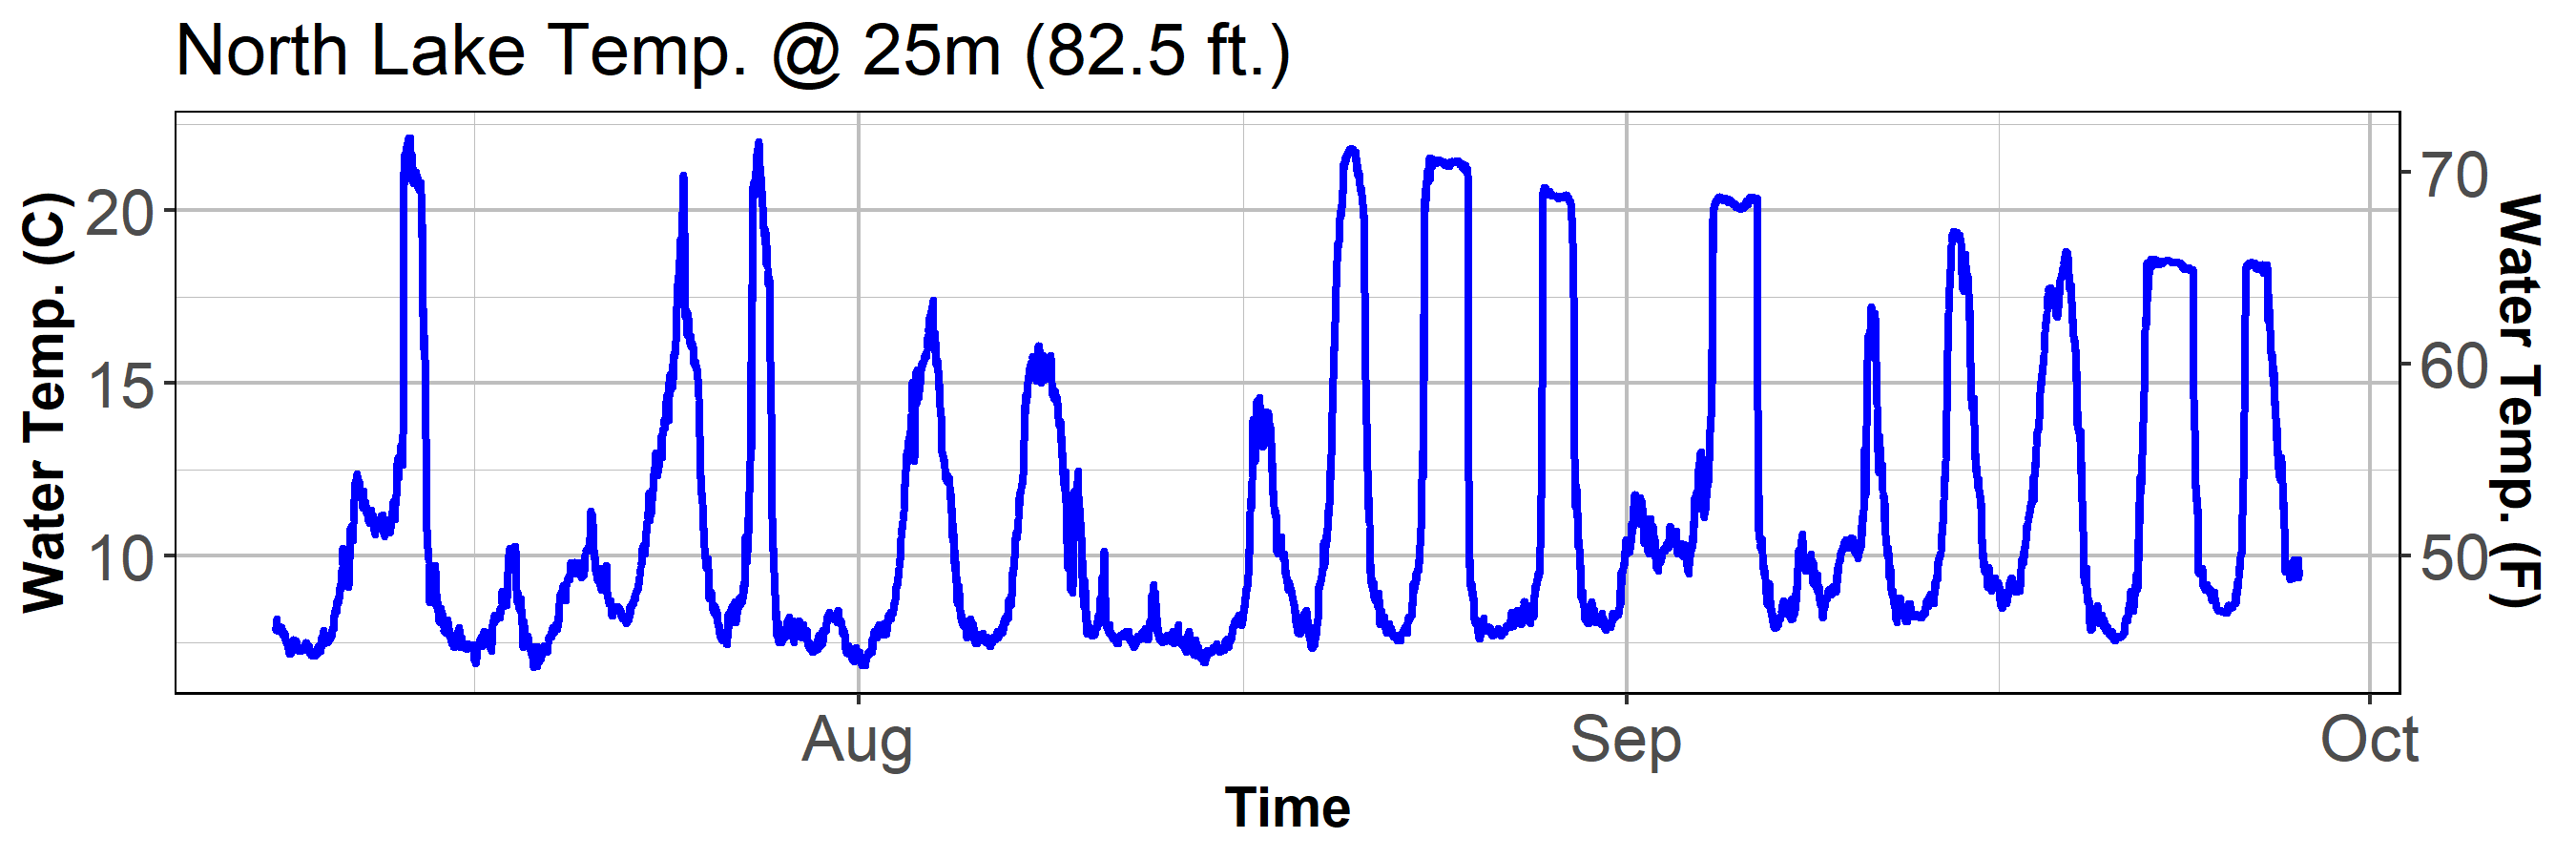 North Lake Temp. @ 25m (82.5 ft.)
Water Temp. (C)
20
15
10
70
60
50
Water Temp. (F)
Aug
Sep
Oct
Time